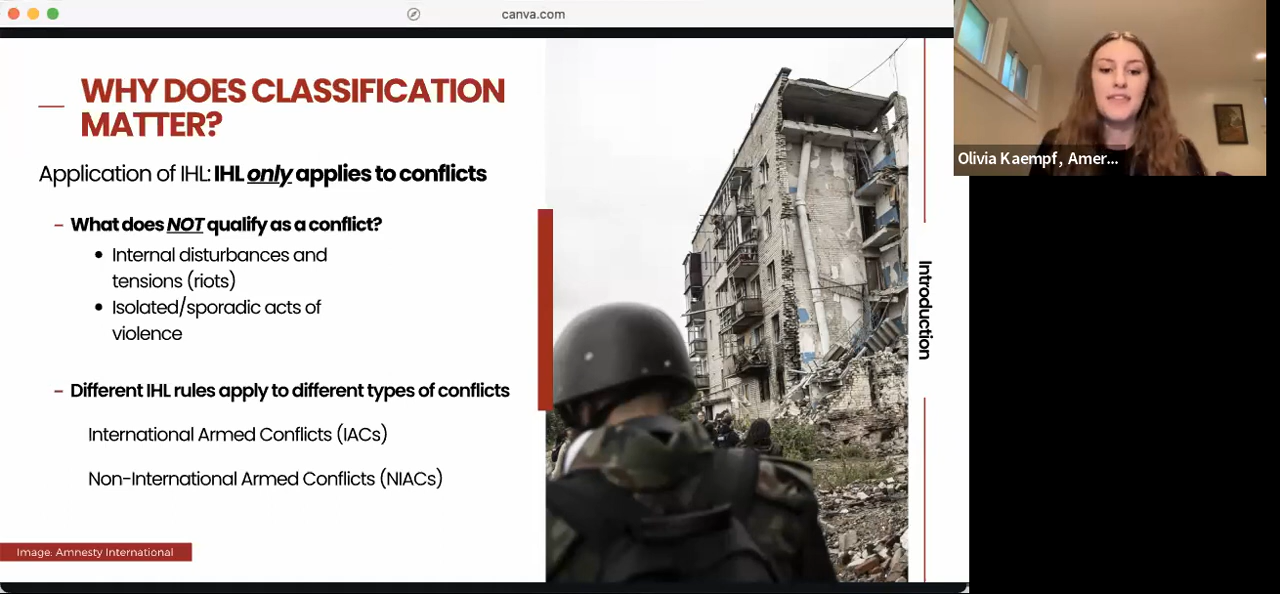 canva.com
WHY DOES CLASSIFICATION
MATTER?
Application of IHL: IHL only applies to conflicts
– What does NOT qualify as a conflict?
• Internal disturbances and
tensions (riots)
• Isolated/sporadic acts of
violence
– Different IHL rules apply to different types of conflicts
International Armed Conflicts (IACs)
Non-International Armed Conflicts (NIACs)
Image: Amnesty International
Introduction
Olivia Kaempf, Amer...